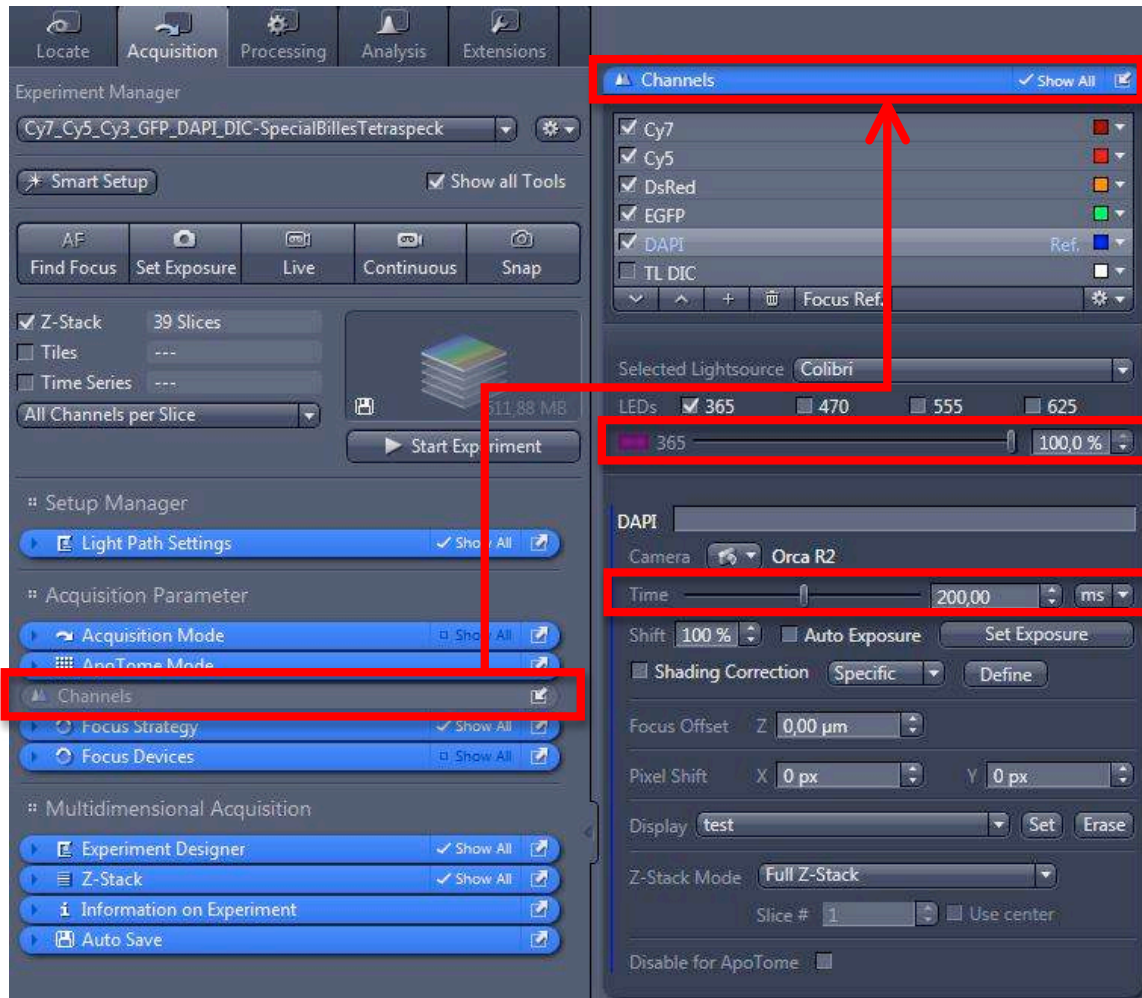 Locate Acquisition Processing Analysis Extensions
Experiment Manager
Cy7_Cy5_Cy3_GFP_DAPI_DIC-SpecialBillesTetraspeck
Smart Setup Show all Tools
AF
Find Focus Set Exposure Live Continuous Snap
Z-Stack 39 Slices
Tiles ---
Time Series ---
All Channels per Slice
11,88 MB
Start Experiment
Setup Manager
Light Path Settings Show All
Acquisition Parameter
Acquisition Mode Show All
ApoTome Mode
Channels
Focus Strategy Show All
Focus Devices Show All
Multidimensional Acquisition
Experiment Designer Show All
Z-Stack Show All
Information on Experiment
Auto Save
Channels Show All
Cy7
Cy5
DsRed
EGFP
DAPI Ref.
TL DIC
Focus Ref.
Selected Lightsource Colibri
LEDs 365 470 555 625
365 100,0 %
DAPI
Camera Orca R2
Time 200,00 ms
Shift 100 % Auto Exposure Set Exposure
Shading Correction Specific Define
Focus Offset Z 0,00 µm
Pixel Shift X 0 px Y 0 px
Display test Set Erase
Z-Stack Mode Full Z-Stack
Slice # 1 Use center
Disable for ApoTome